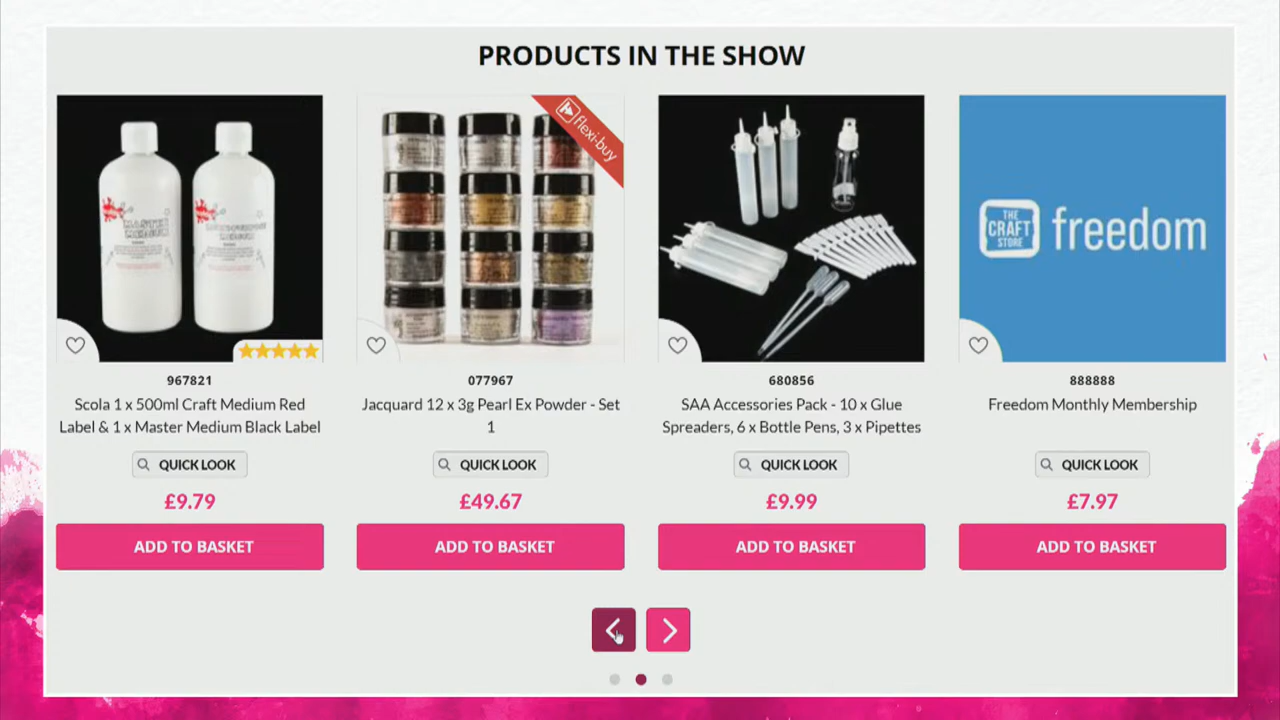 PRODUCTS IN THE SHOW
flexi-buy
MASTER
MEDIUM
MEDIUM
THE
CRAFT
STORE
freedom
967821
Scola 1 x 500ml Craft Medium Red
Label & 1 x Master Medium Black Label
QUICK LOOK
£9.79
ADD TO BASKET
077967
Jacquard 12 x 3g Pearl Ex Powder - Set
1
QUICK LOOK
£49.67
ADD TO BASKET
680856
SAA Accessories Pack - 10 x Glue
Spreaders, 6 x Bottle Pens, 3 x Pipettes
QUICK LOOK
£9.99
ADD TO BASKET
888888
Freedom Monthly Membership
QUICK LOOK
£7.97
ADD TO BASKET